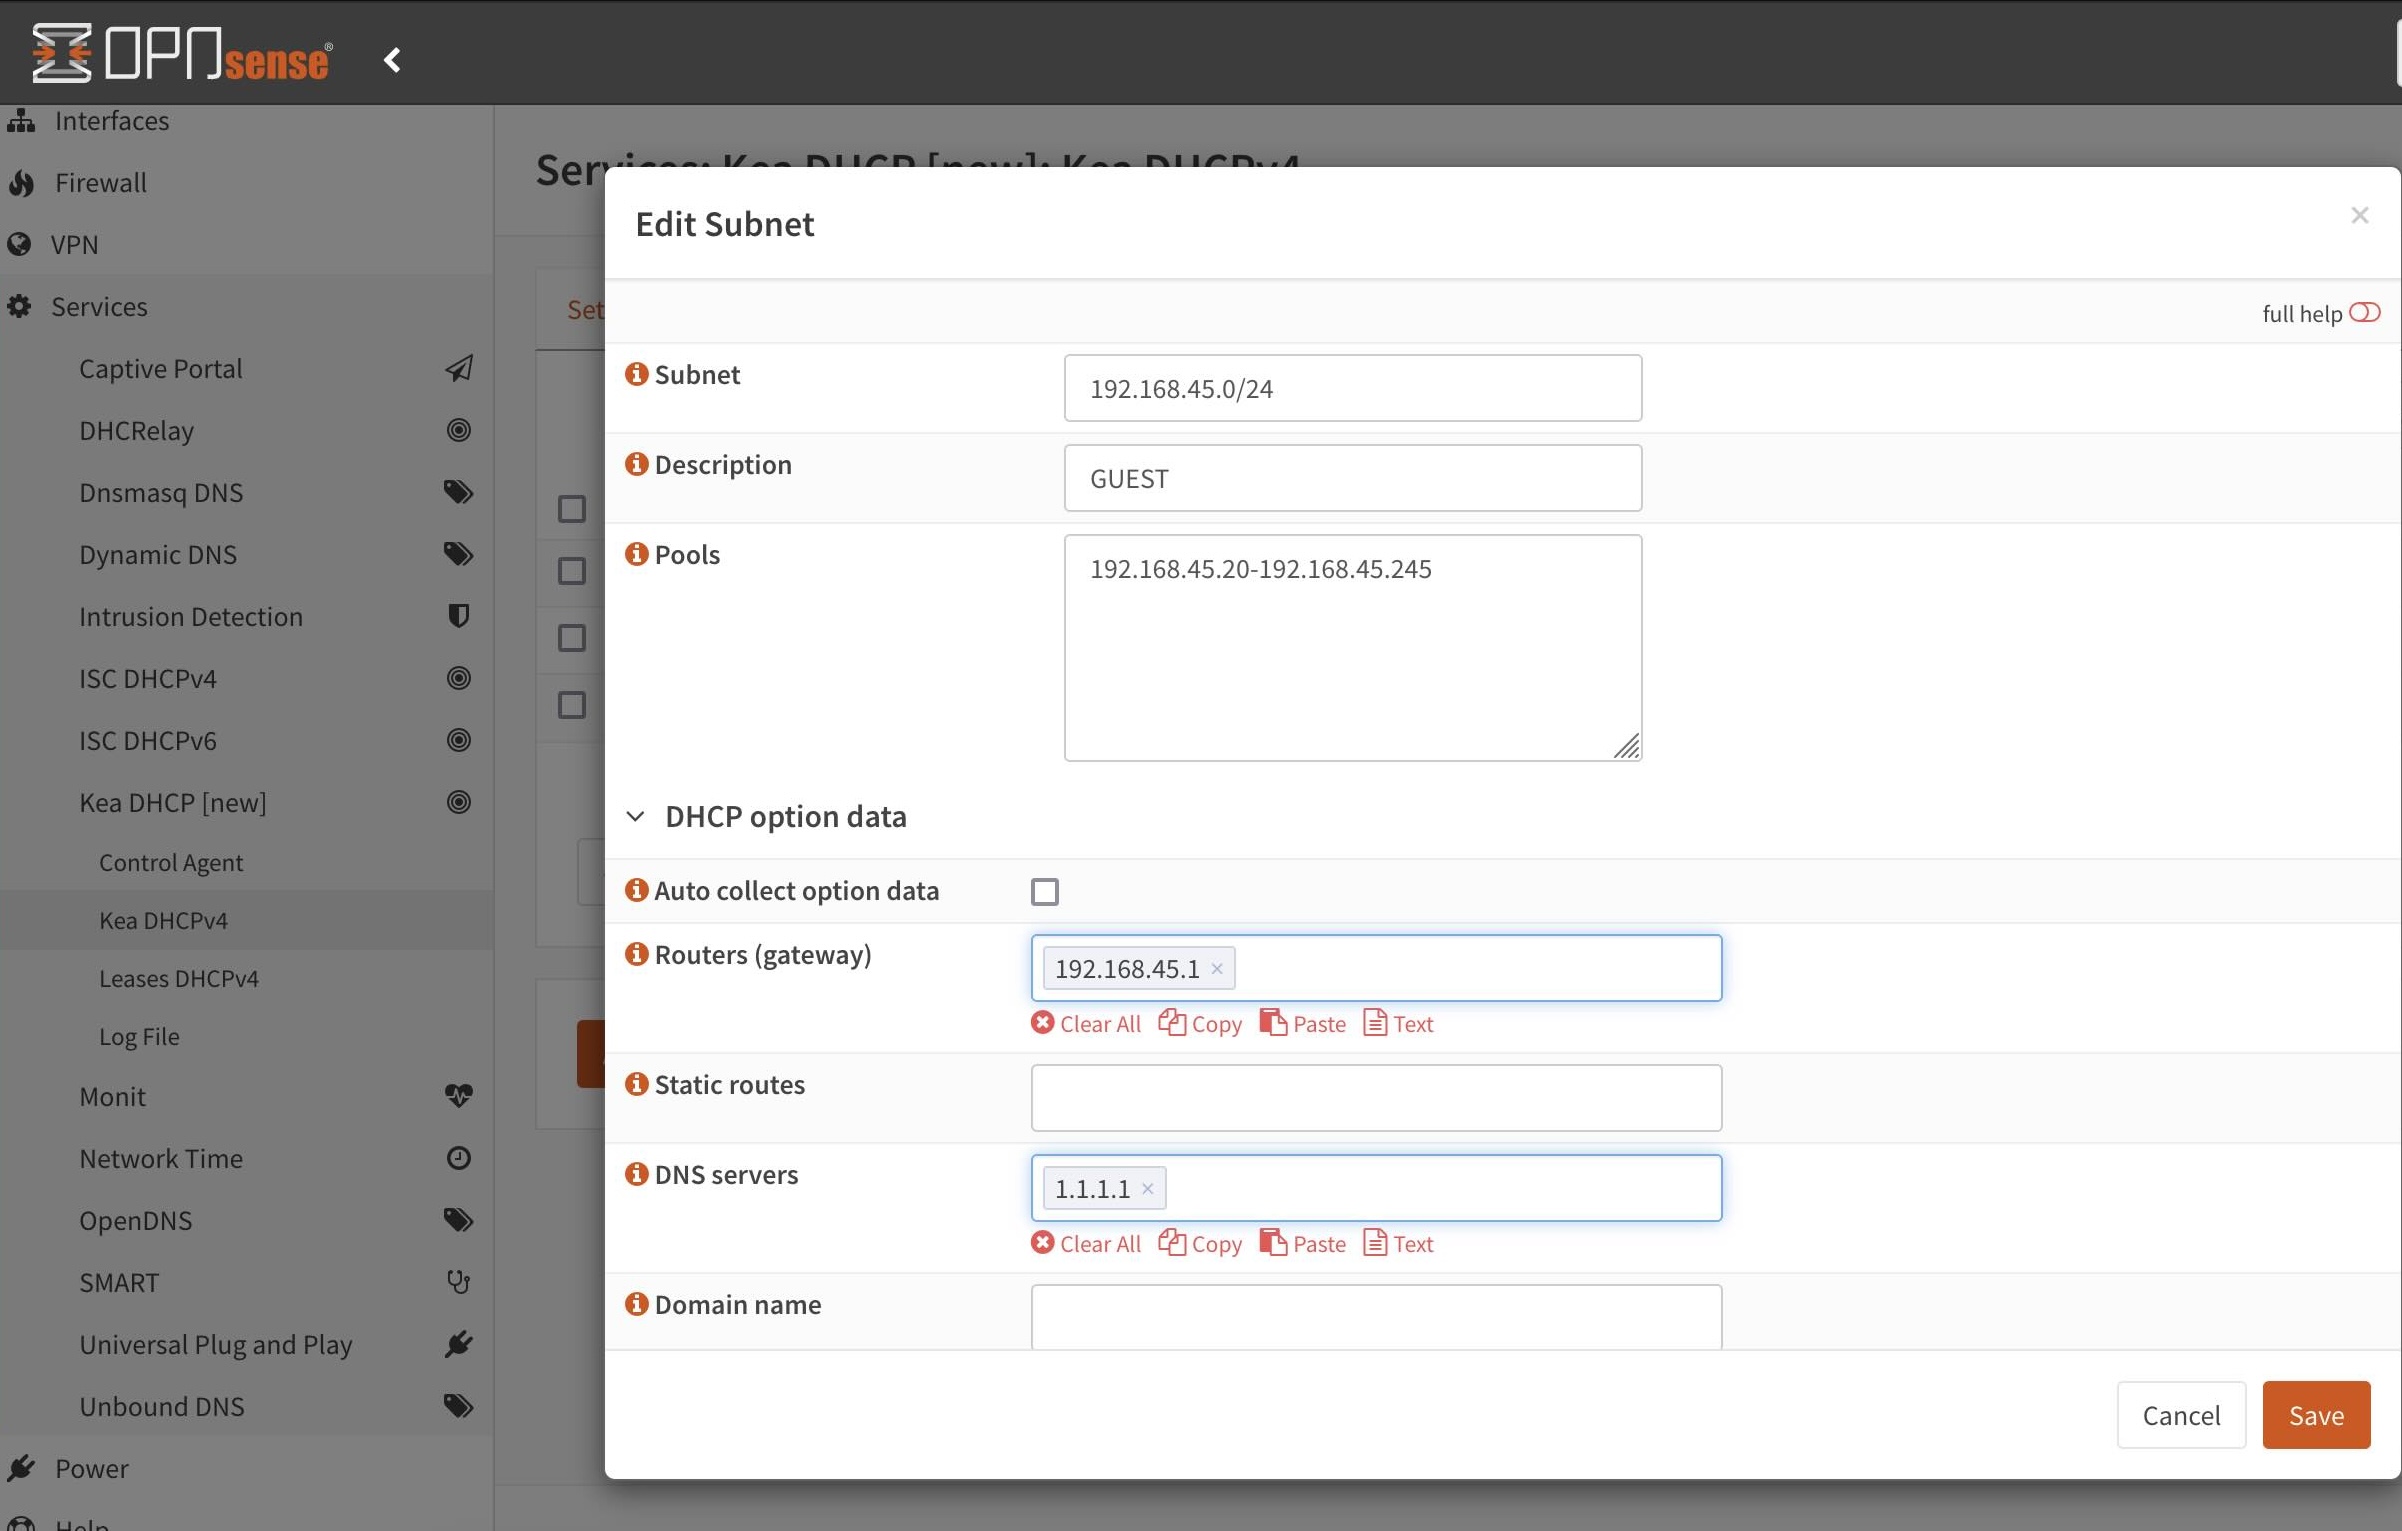 OPNsense®
Interfaces
Firewall
VPN
Services
Captive Portal
DHCRelay
Dnsmasq DNS
Dynamic DNS
Intrusion Detection
ISC DHCPv4
ISC DHCPv6
Kea DHCP [new]
Control Agent
Kea DHCPv4
Leases DHCPv4
Log File
Monit
Network Time
OpenDNS
SMART
Universal Plug and Play
Unbound DNS
Power
Help
Services: Kea DHCP [new]: Kea DHCPv4
Set
Edit Subnet
×
full help
Subnet
192.168.45.0/24
Description
GUEST
Pools
192.168.45.20-192.168.45.245
DHCP option data
Auto collect option data
Routers (gateway)
192.168.45.1 ×
Clear All Copy Paste Text
Static routes
DNS servers
1.1.1.1 ×
Clear All Copy Paste Text
Domain name
Cancel Save